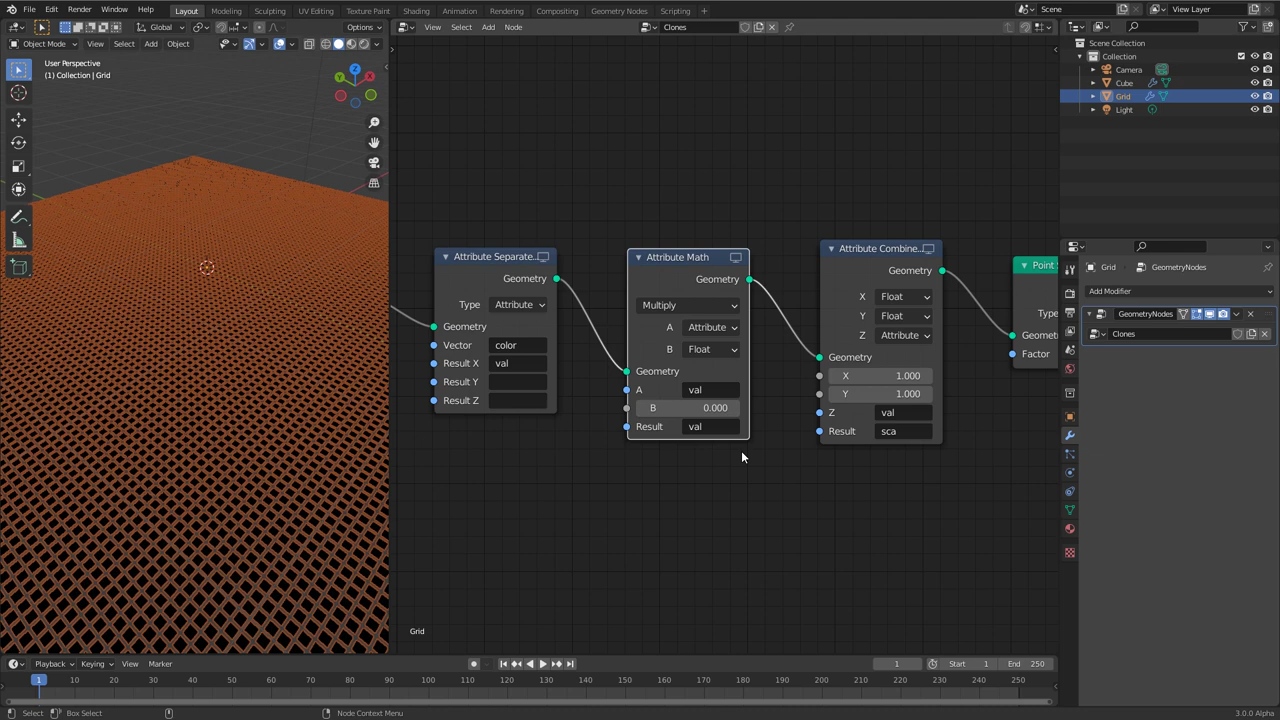 File Edit Render Window Help
Layout Modeling Sculpting UV Editing Texture Paint Shading Animation Rendering Compositing Geometry Nodes Scripting +
Scene
View Layer
Global
Options
View Select Add Node
Clones
Object Mode View Select Add Object
User Perspective
(1) Collection | Grid
Z
Y
X
Scene Collection
Collection
Camera
Cube
Grid
Light
Attribute Separate...
Geometry
Type Attribute
Geometry
Vector color
Result X val
Result Y
Result Z
Attribute Math
Geometry
Multiply
A Attribute
B Float
Geometry
A val
B 0.000
Result val
Attribute Combine...
Geometry
X Float
Y Float
Z Attribute
Geometry
X 1.000
Y 1.000
Z val
Result sca
Point
Type
Geomet
Factor
Grid
Grid GeometryNodes
Add Modifier
GeometryNodes
Clones
Playback Keying View Marker
1
Start 1
End 250
1 10 20 30 40 50 60 70 80 90 100 110 120 130 140 150 160 170 180 190 200 210 220 230 240 250
Select Box Select Node Context Menu 3.0.0 Alpha